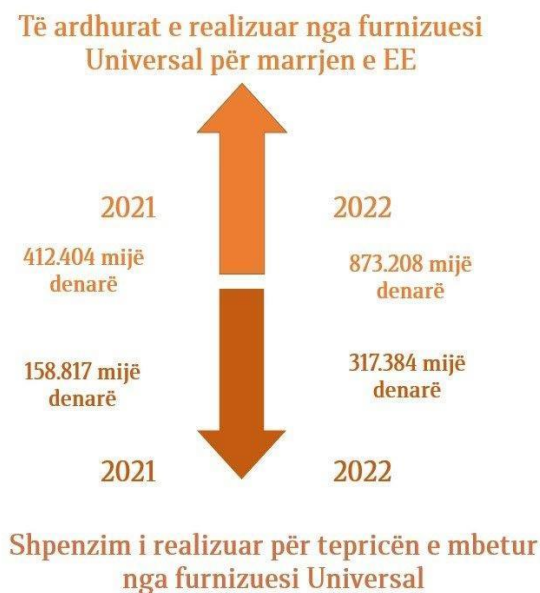 Të ardhurat e realizuar nga furnizuesi
Universal për marrjen e EE
2021
2022
412.404 mijë
denarë
873.208 mijë
denarë
158.817 mijë
denarë
317.384 mijë
denarë
2021
2022
Shpenzim i realizuar për tepricën e mbetur
nga furnizuesi Universal